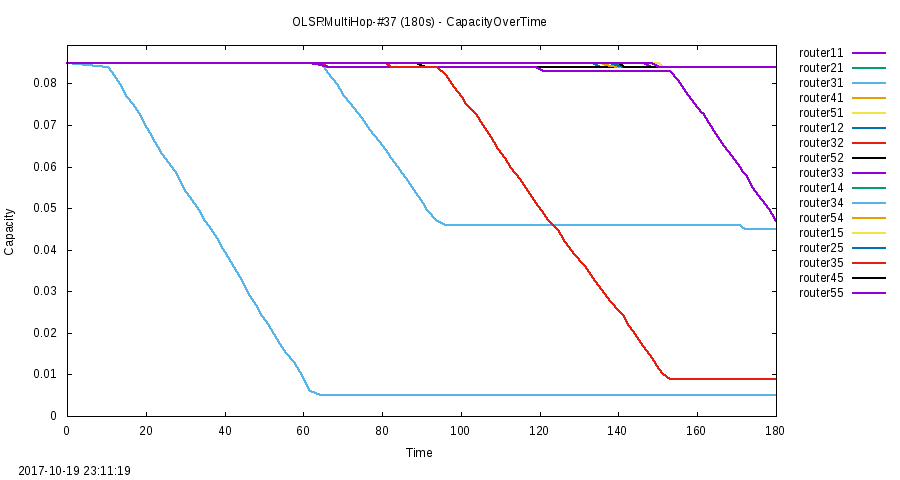 OLSRMultiHop-#37 (180s) - CapacityOverTime
Capacity
0.08
0.07
0.06
0.05
0.04
0.03
0.02
0.01
0
0 20 40 60 80 100 120 140 160 180
Time
router11
router21
router31
router41
router51
router12
router32
router52
router33
router14
router34
router54
router15
router25
router35
router45
router55
2017-10-19 23:11:19